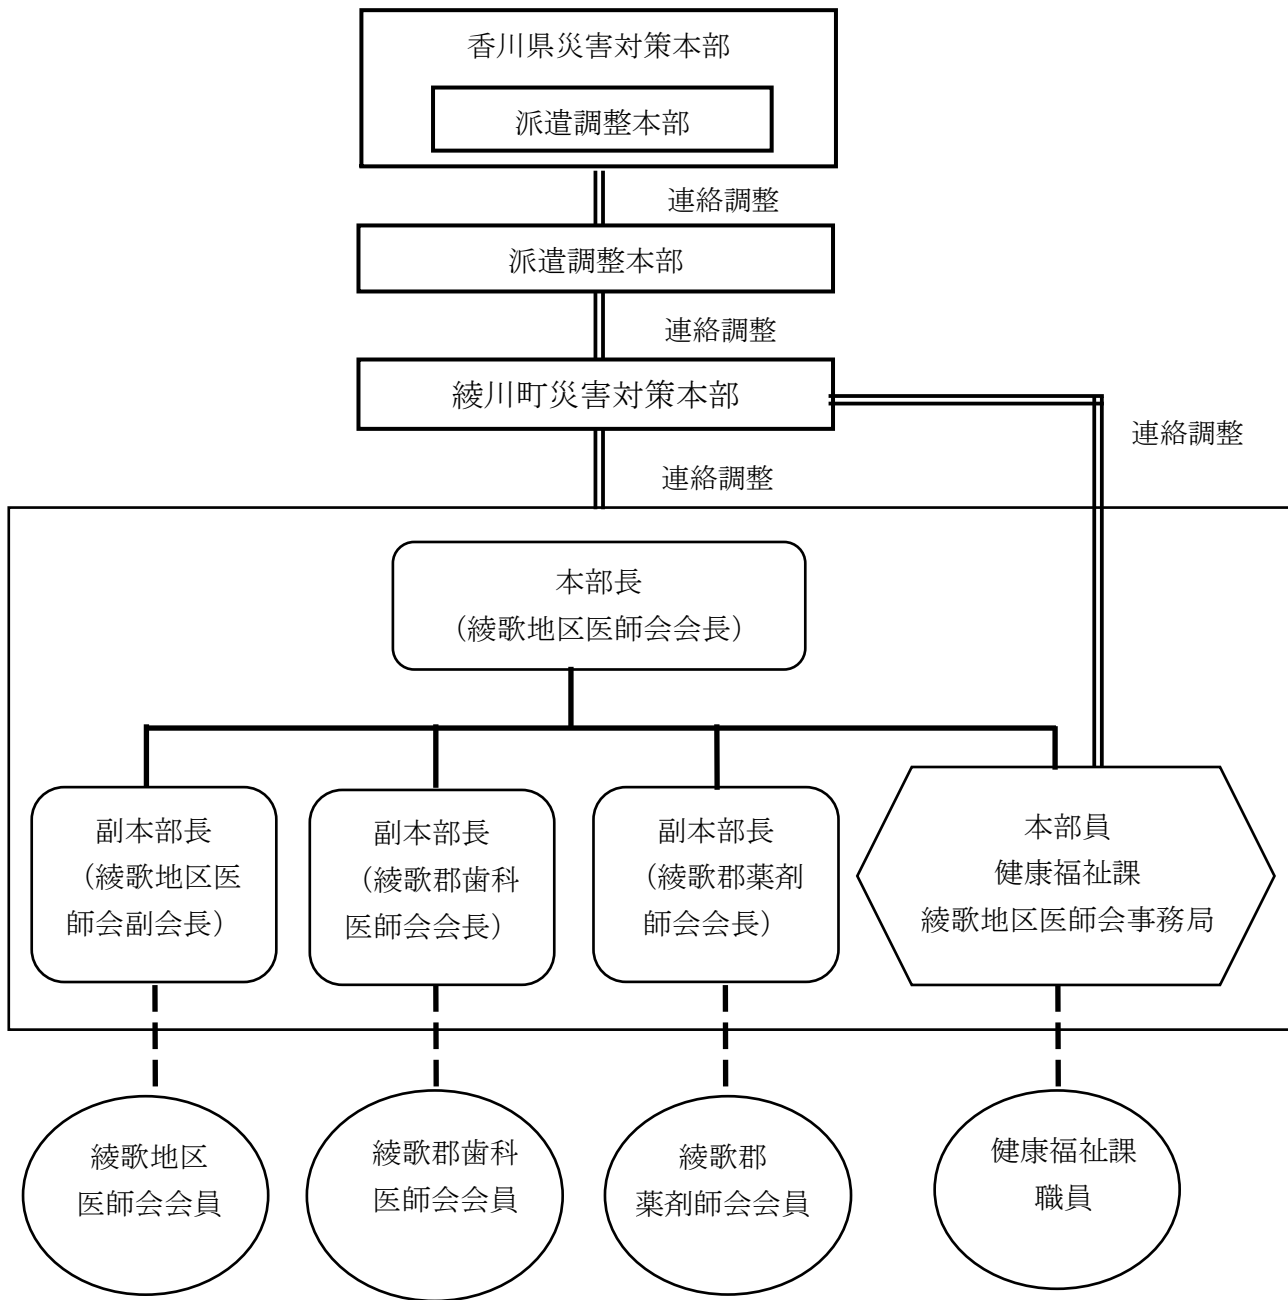 香川県災害対策本部
派遣調整本部
連絡調整
派遣調整本部
連絡調整
綾川町災害対策本部
連絡調整
連絡調整
本部長
（綾歌地区医師会会長）
副本部長
（綾歌地区医
師会副会長）
副本部長
（綾歌郡歯科
医師会会長）
副本部長
（綾歌郡薬剤
師会会長）
本部員
健康福祉課
綾歌地区医師会事務局
綾歌地区
医師会会員
綾歌郡歯科
医師会会員
綾歌郡
薬剤師会会員
健康福祉課
職員